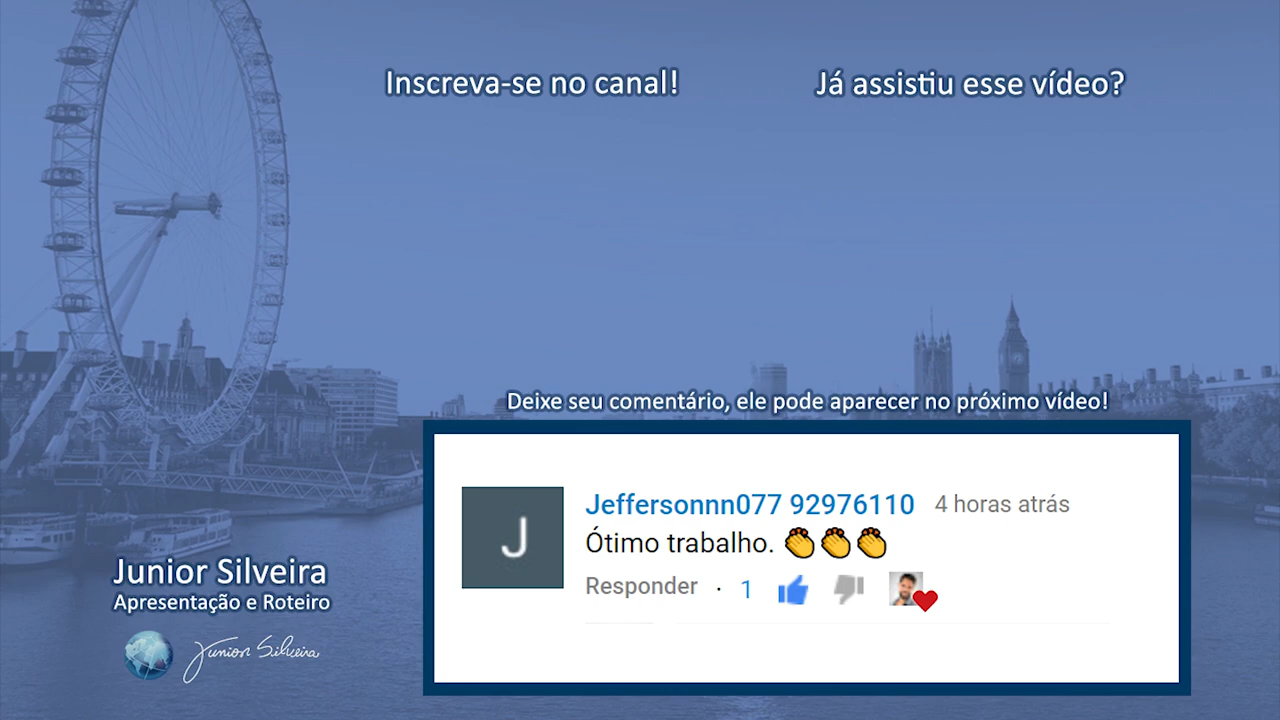 Inscreva-se no canal!
Já assistiu esse vídeo?
Deixe seu comentário, ele pode aparecer no próximo vídeo!
J
Jeffersonnn077 92976110 4 horas atrás
Ótimo trabalho. 👏👏👏
Responder · 1
Junior Silveira
Apresentação e Roteiro
Junior Silveira